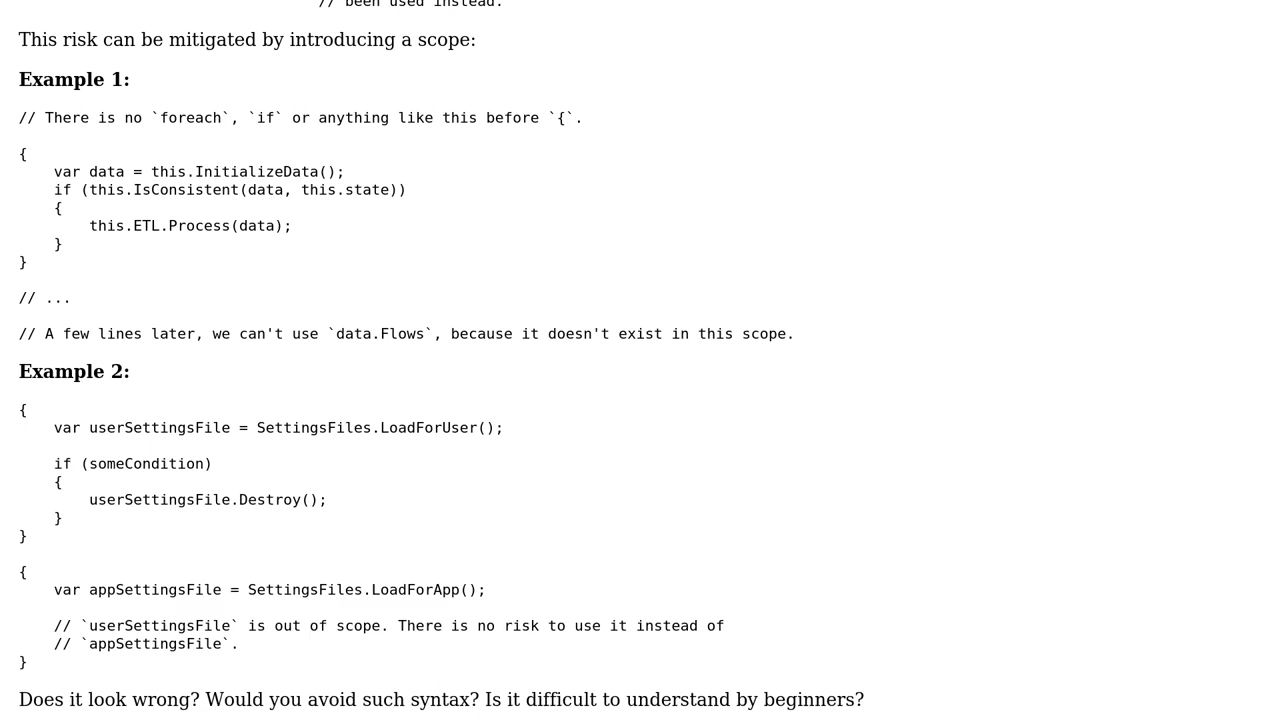 // been used instead.
This risk can be mitigated by introducing a scope:
Example 1:
// There is no `foreach`, `if` or anything like this before `{`.
{
    var data = this.InitializeData();
    if (this.IsConsistent(data, this.state))
    {
        this.ETL.Process(data);
    }
}
// ...
// A few lines later, we can't use `data.Flows`, because it doesn't exist in this scope.
Example 2:
{
    var userSettingsFile = SettingsFiles.LoadForUser();
    if (someCondition)
    {
        userSettingsFile.Destroy();
    }
}
{
    var appSettingsFile = SettingsFiles.LoadForApp();
    // `userSettingsFile` is out of scope. There is no risk to use it instead of
    // `appSettingsFile`.
}
Does it look wrong? Would you avoid such syntax? Is it difficult to understand by beginners?